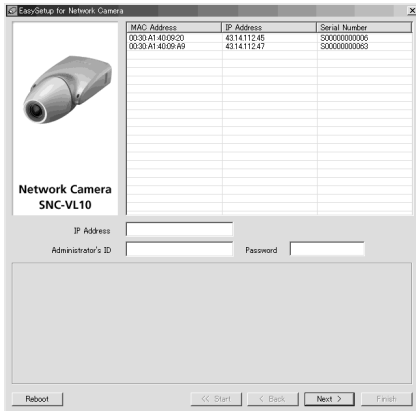 EasySetup for Network Camera
MAC Address IP Address Serial Number
00:30:A1:40:09:20 43.14.112.45 S00000000006
00:30:A1:40:09:A9 43.14.112.47 S00000000063
Network Camera
SNC-VL10
IP Address
Administrator's ID Password
Reboot << Start < Back Next > Finish